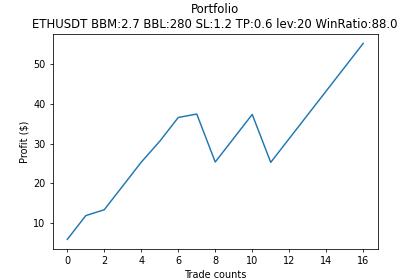 Portfolio
ETHUSDT BBM:2.7 BBL:280 SL:1.2 TP:0.6 lev:20 WinRatio:88.0
Profit ($)
50
40
30
20
10
0 2 4 6 8 10 12 14 16
Trade counts